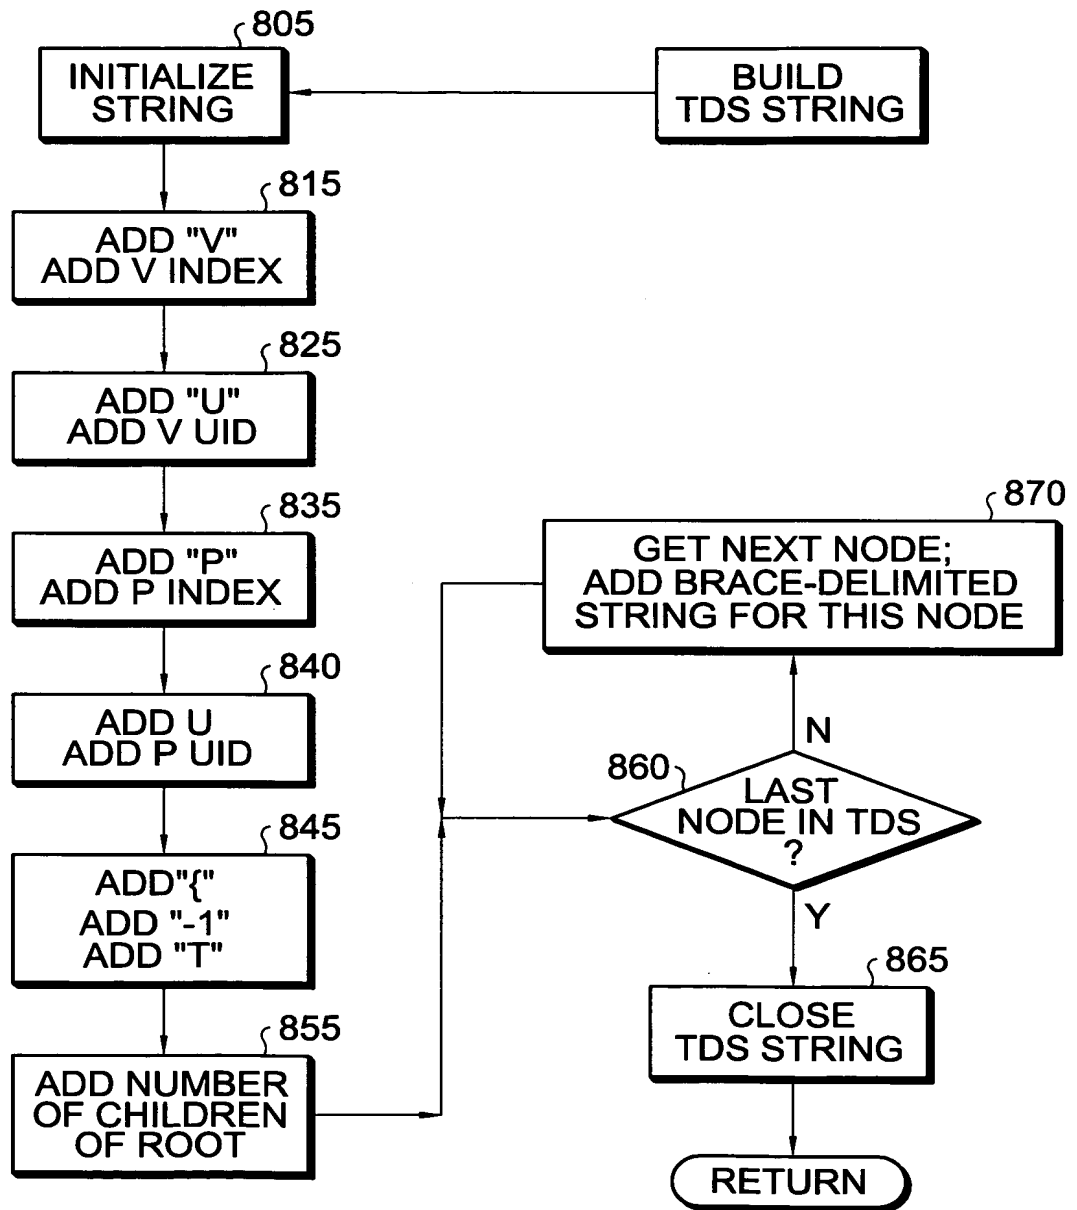 805
INITIALIZE
STRING
BUILD
TDS STRING
815
ADD "V"
ADD V INDEX
825
ADD "U"
ADD V UID
835
ADD "P"
ADD P INDEX
840
ADD U
ADD P UID
845
ADD"{"
ADD "-1"
ADD "T"
855
ADD NUMBER
OF CHILDREN
OF ROOT
870
GET NEXT NODE;
ADD BRACE-DELIMITED
STRING FOR THIS NODE
N
860
LAST
NODE IN TDS
?
Y
865
CLOSE
TDS STRING
RETURN